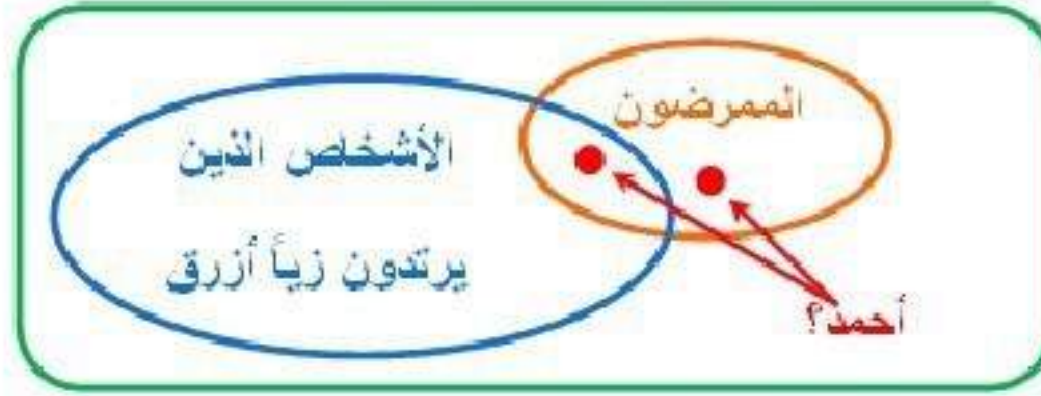 الممرضون
الأشخاص الذين
يرتدون زياً أزرق
أحمد؟